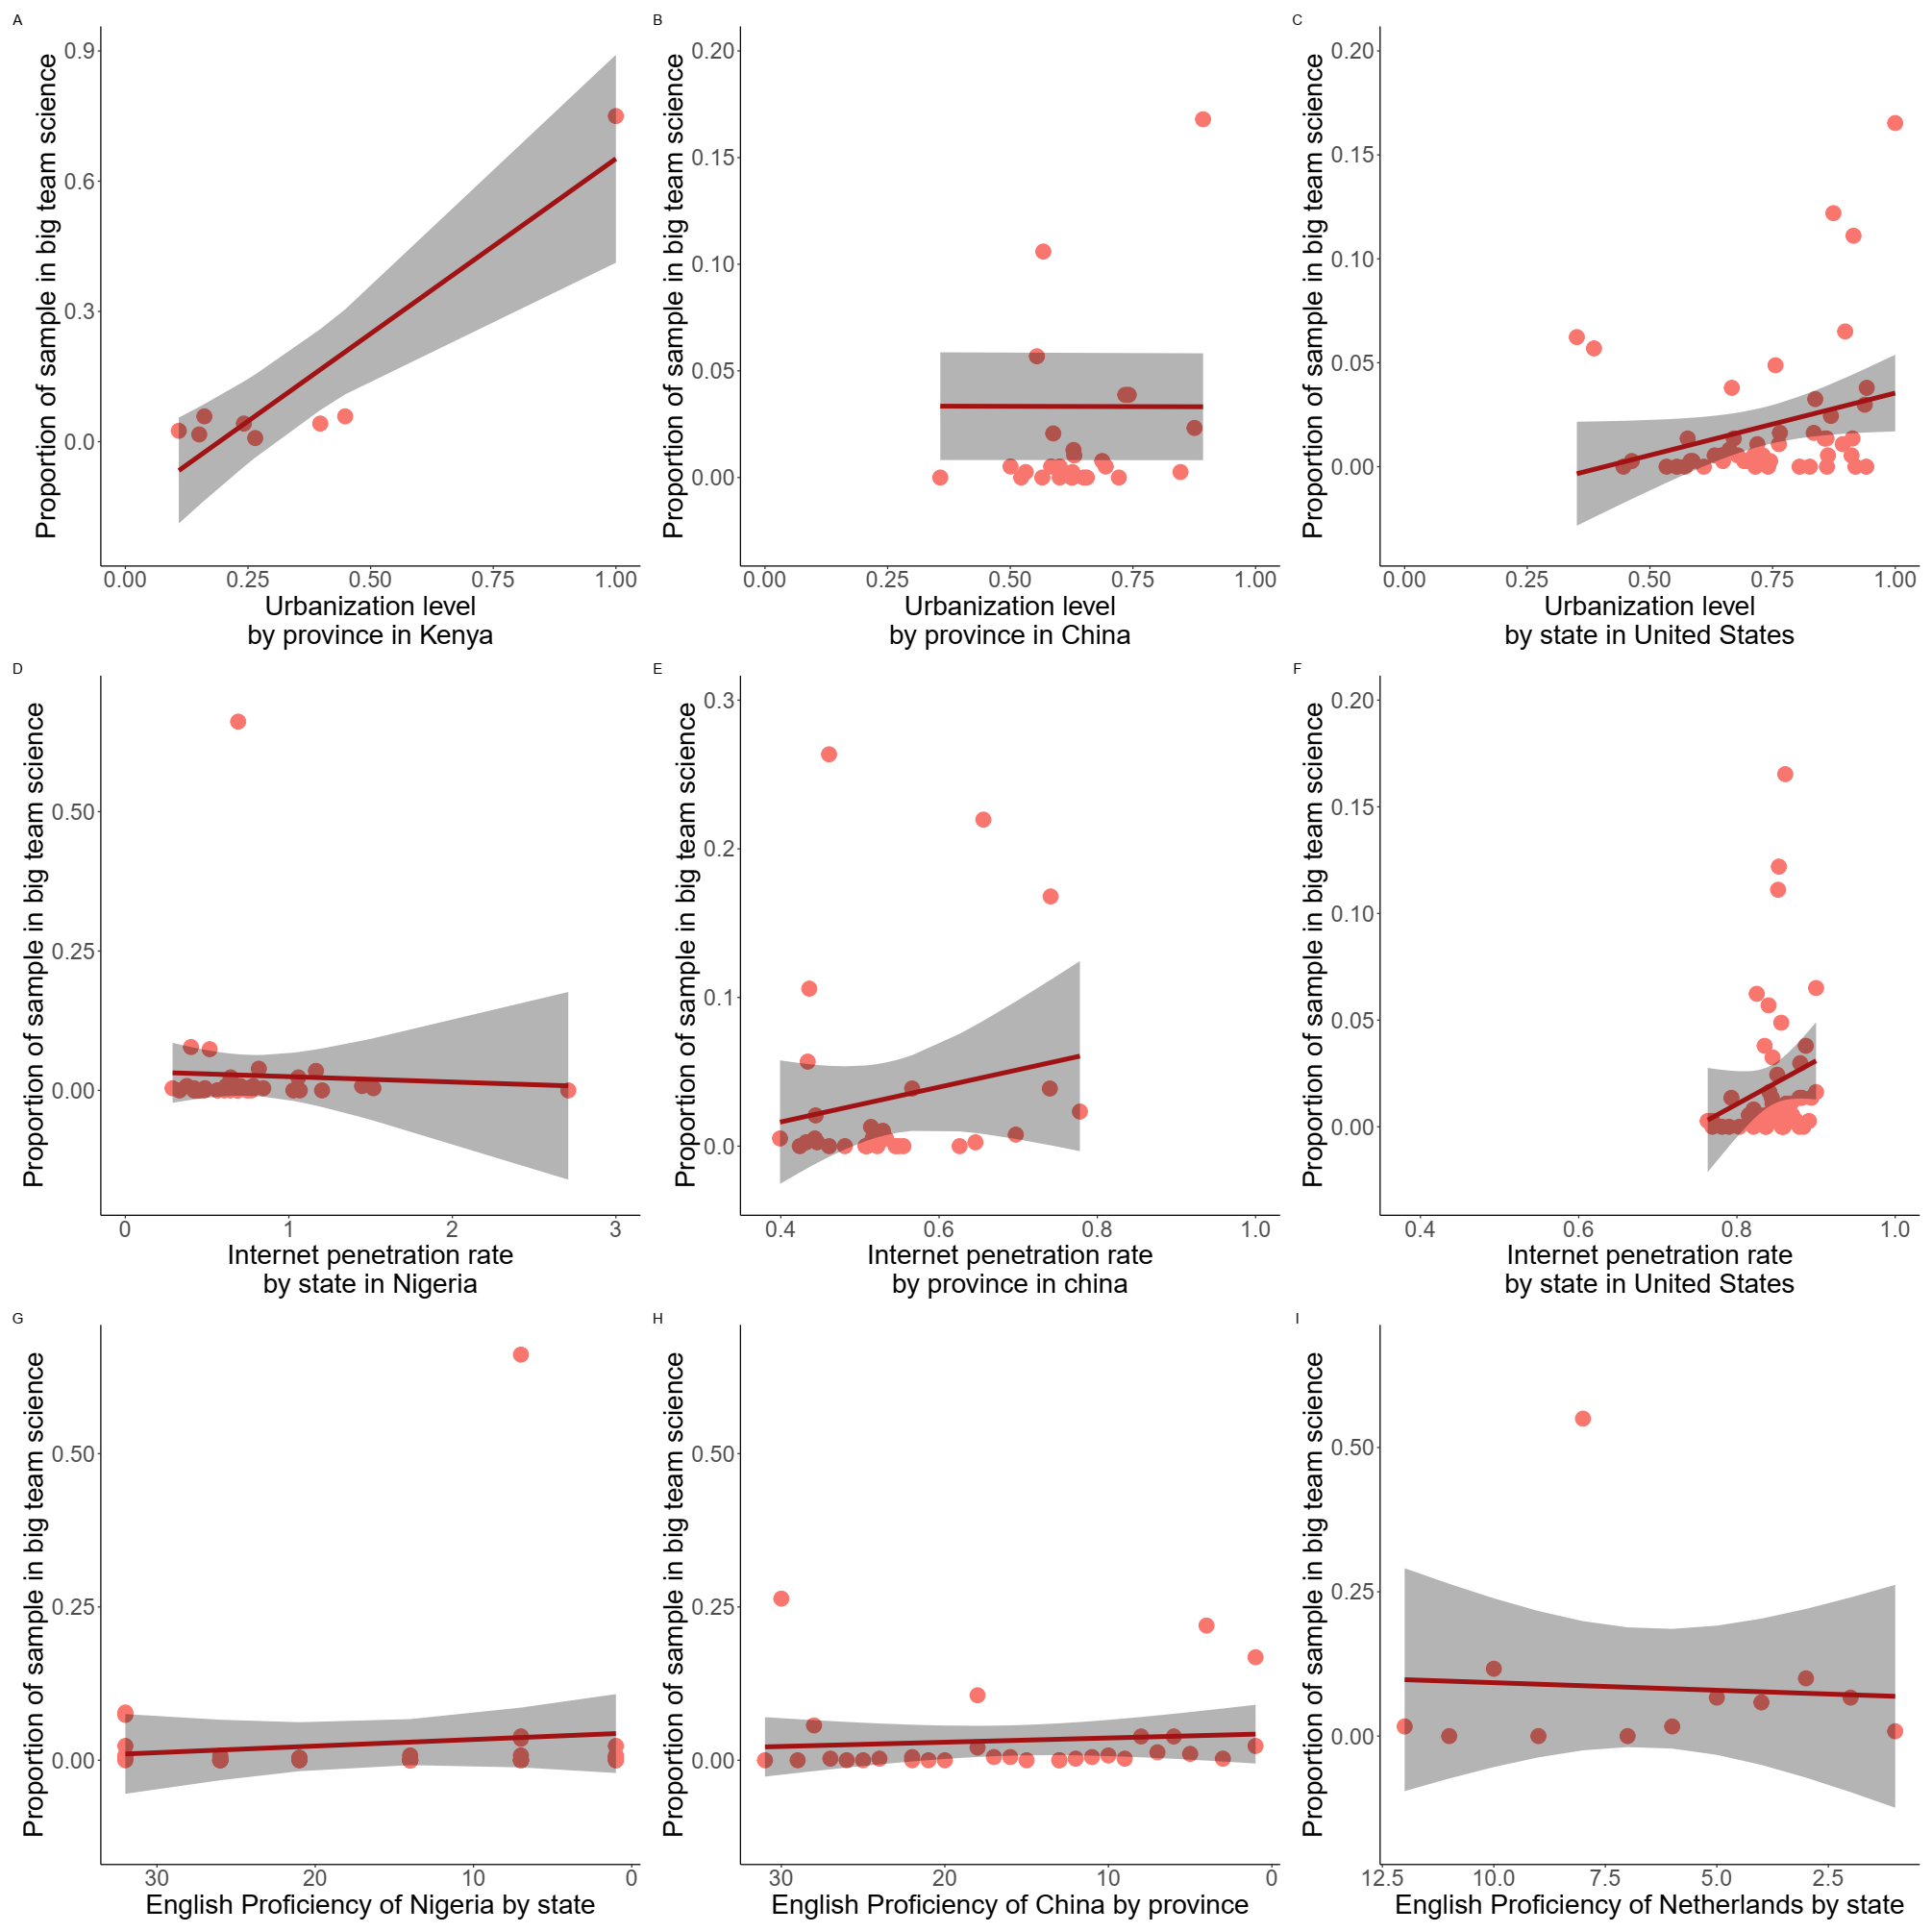 A
Proportion of sample in big team science
0.9
0.6
0.3
0.0
0.00 0.25 0.50 0.75 1.00
Urbanization level
by province in Kenya
B
Proportion of sample in big team science
0.20
0.15
0.10
0.05
0.00
0.00 0.25 0.50 0.75 1.00
Urbanization level
by province in China
C
Proportion of sample in big team science
0.20
0.15
0.10
0.05
0.00
0.00 0.25 0.50 0.75 1.00
Urbanization level
by state in United States
D
Proportion of sample in big team science
0.50
0.25
0.00
0 1 2 3
Internet penetration rate
by state in Nigeria
E
Proportion of sample in big team science
0.3
0.2
0.1
0.0
0.4 0.6 0.8 1.0
Internet penetration rate
by province in china
F
Proportion of sample in big team science
0.20
0.15
0.10
0.05
0.00
0.4 0.6 0.8 1.0
Internet penetration rate
by state in United States
G
Proportion of sample in big team science
0.50
0.25
0.00
30 20 10 0
English Proficiency of Nigeria by state
H
Proportion of sample in big team science
0.50
0.25
0.00
30 20 10 0
English Proficiency of China by province
I
Proportion of sample in big team science
0.50
0.25
0.00
12.5 10.0 7.5 5.0 2.5
English Proficiency of Netherlands by state